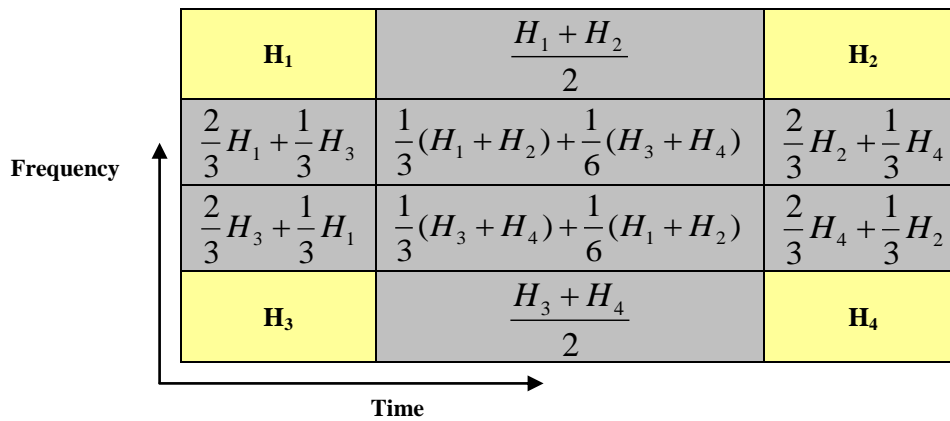 H₁ (H₁ + H₂)/2 H₂
2/3 H₁ + 1/3 H₃ 1/3 (H₁ + H₂) + 1/6 (H₃ + H₄) 2/3 H₂ + 1/3 H₄
Frequency
2/3 H₃ + 1/3 H₁ 1/3 (H₃ + H₄) + 1/6 (H₁ + H₂) 2/3 H₄ + 1/3 H₂
H₃ (H₃ + H₄)/2 H₄
Time